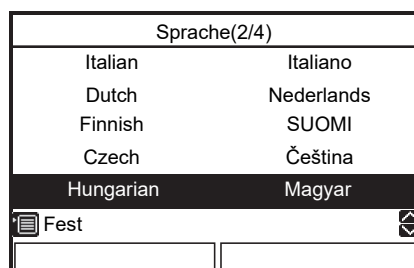 Sprache(2/4)
Italian Italiano
Dutch Nederlands
Finnish SUOMI
Czech Čeština
Hungarian Magyar
Fest